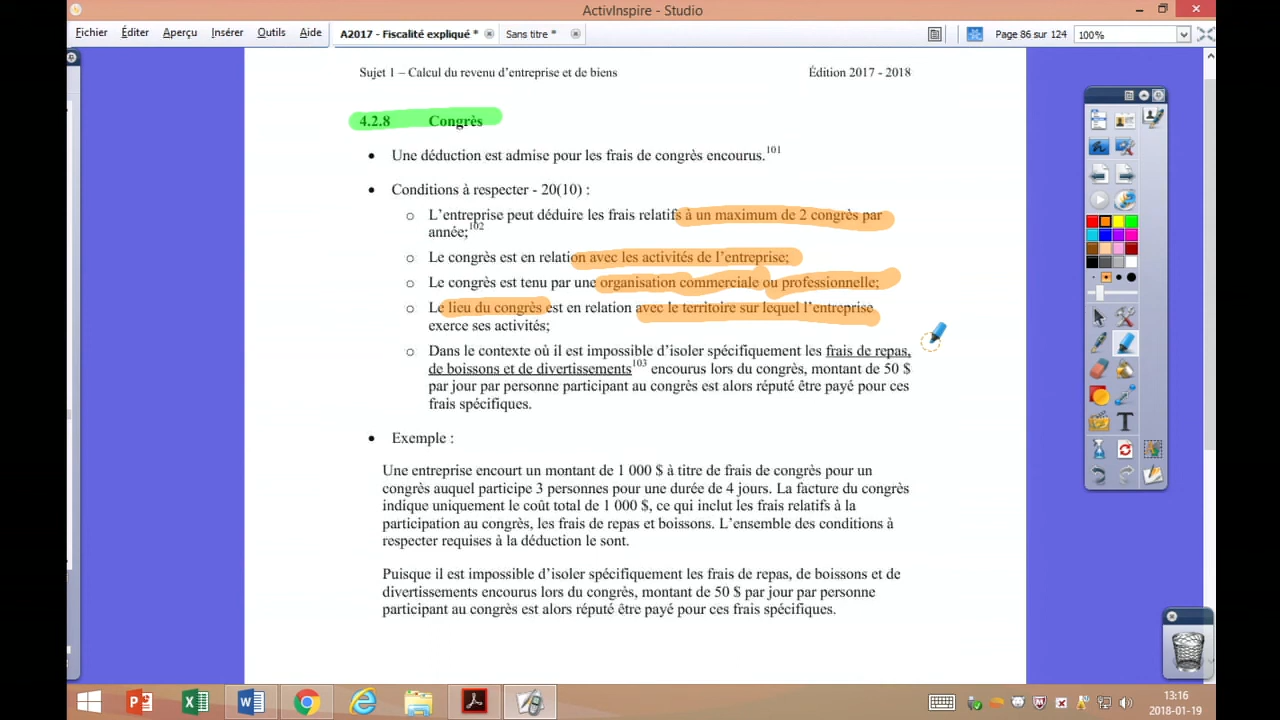 ActivInspire - Studio
Fichier Éditer Aperçu Insérer Outils Aide A2017 - Fiscalité expliqué * Sans titre * Page 86 sur 124 100%
Sujet 1 – Calcul du revenu d’entreprise et de biens Édition 2017 - 2018
4.2.8 Congrès
• Une déduction est admise pour les frais de congrès encourus.101
• Conditions à respecter - 20(10) :
o L’entreprise peut déduire les frais relatifs à un maximum de 2 congrès par
année;102
o Le congrès est en relation avec les activités de l’entreprise;
o Le congrès est tenu par une organisation commerciale ou professionnelle;
o Le lieu du congrès est en relation avec le territoire sur lequel l’entreprise
exerce ses activités;
o Dans le contexte où il est impossible d’isoler spécifiquement les frais de repas,
de boissons et de divertissements103 encourus lors du congrès, montant de 50 $
par jour par personne participant au congrès est alors réputé être payé pour ces
frais spécifiques.
• Exemple :
Une entreprise encourt un montant de 1 000 $ à titre de frais de congrès pour un
congrès auquel participe 3 personnes pour une durée de 4 jours. La facture du congrès
indique uniquement le coût total de 1 000 $, ce qui inclut les frais relatifs à la
participation au congrès, les frais de repas et boissons. L’ensemble des conditions à
respecter requises à la déduction le sont.
Puisque il est impossible d’isoler spécifiquement les frais de repas, de boissons et de
divertissements encourus lors du congrès, montant de 50 $ par jour par personne
participant au congrès est alors réputé être payé pour ces frais spécifiques.
13:16
2018-01-19